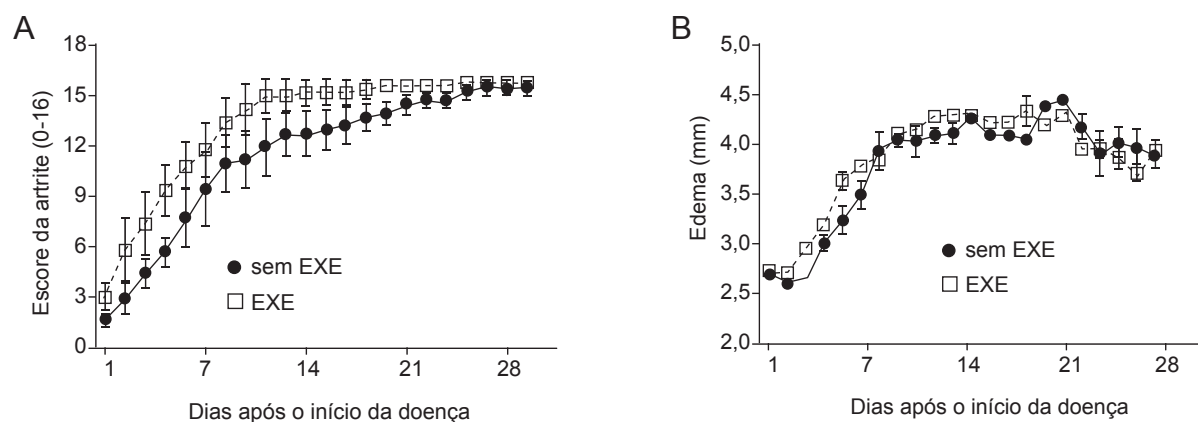 A
18
15
12
9
6
3
0
Escore da artrite (0-16)
sem EXE
EXE
1 7 14 21 28
Dias após o início da doença
B
5,0
4,5
4,0
3,5
3,0
2,5
2,0
Edema (mm)
sem EXE
EXE
1 7 14 21 28
Dias após o início da doença